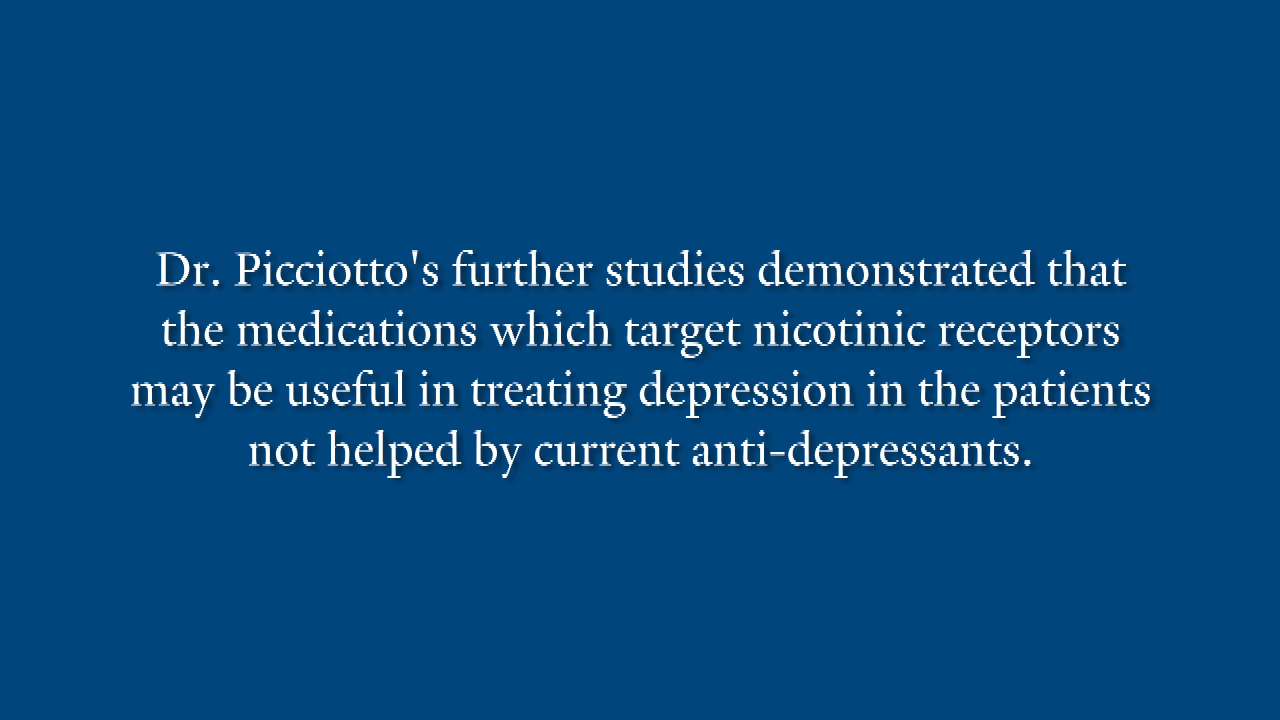 Dr. Picciotto's further studies demonstrated that
the medications which target nicotinic receptors
may be useful in treating depression in the patients
not helped by current anti-depressants.